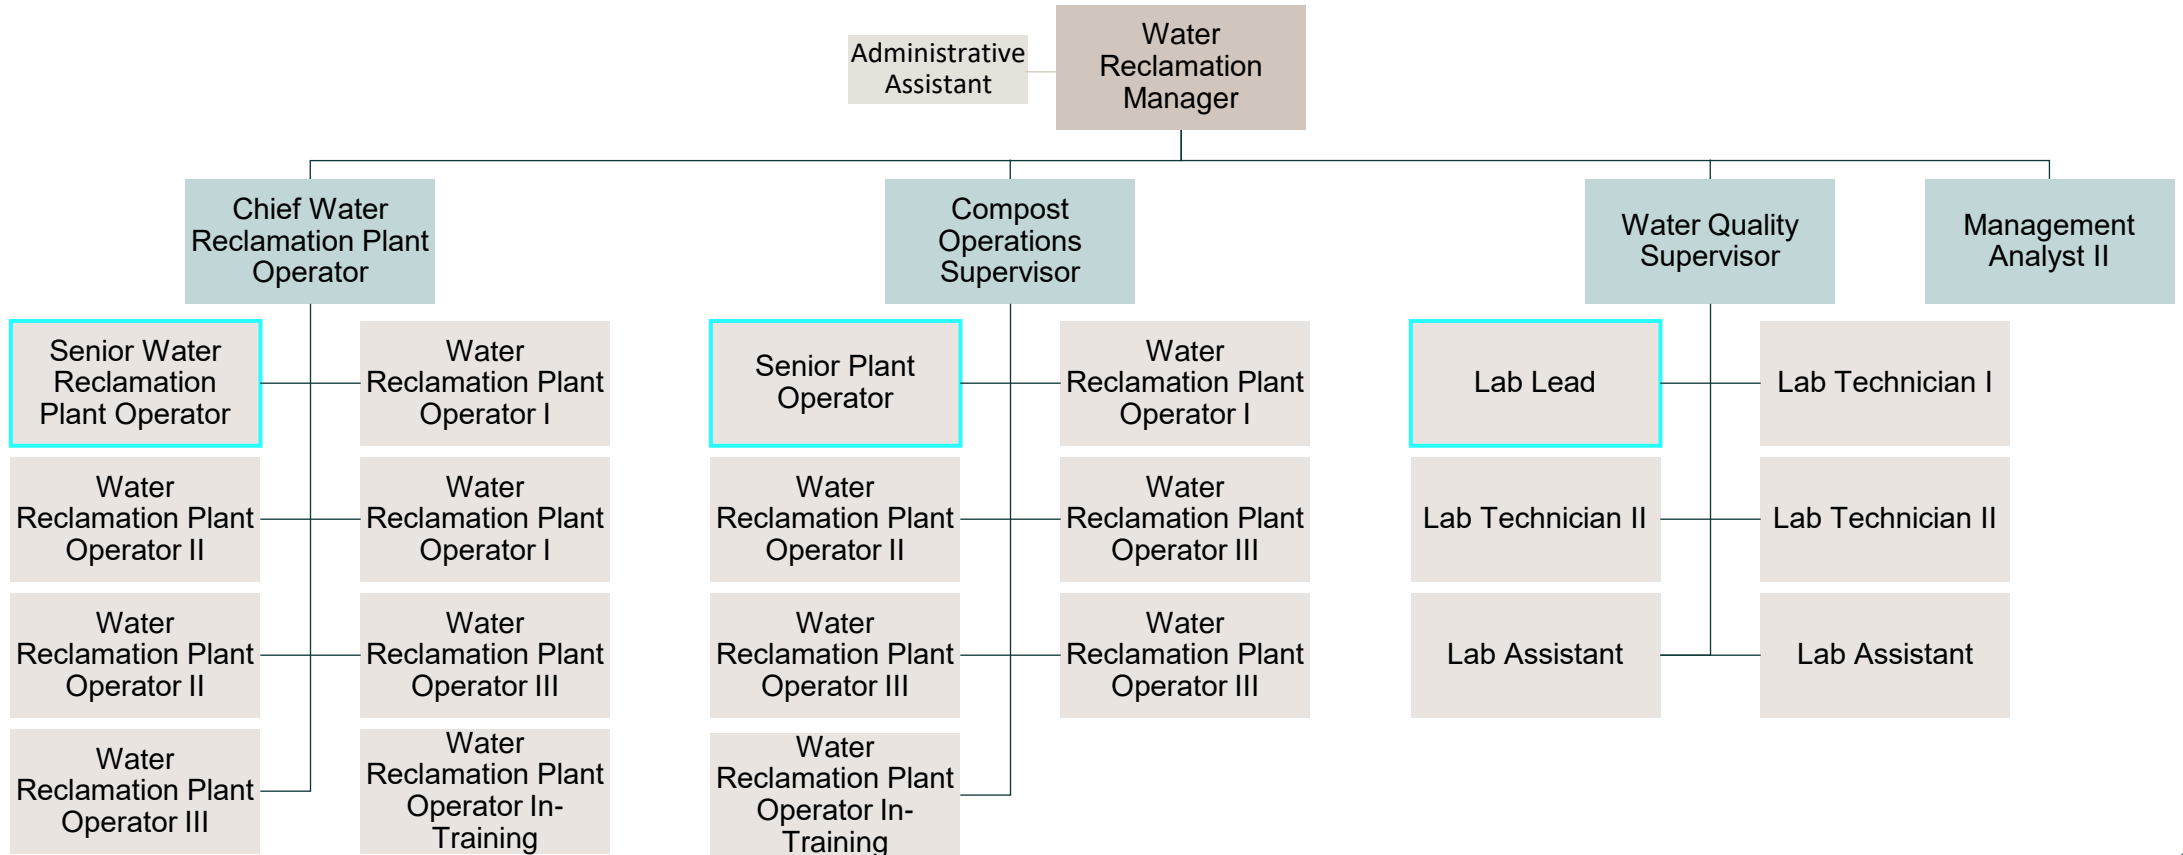 Administrative
Assistant
Water
Reclamation
Manager
Chief Water
Reclamation Plant
Operator
Compost
Operations
Supervisor
Water Quality
Supervisor
Management
Analyst II
Senior Water
Reclamation
Plant Operator
Water
Reclamation Plant
Operator I
Water
Reclamation Plant
Operator II
Water
Reclamation Plant
Operator I
Water
Reclamation Plant
Operator II
Water
Reclamation Plant
Operator III
Water
Reclamation Plant
Operator III
Water
Reclamation Plant
Operator In-
Training
Senior Plant
Operator
Water
Reclamation Plant
Operator I
Water
Reclamation Plant
Operator II
Water
Reclamation Plant
Operator III
Water
Reclamation Plant
Operator III
Water
Reclamation Plant
Operator III
Water
Reclamation Plant
Operator In-
Training
Lab Lead
Lab Technician I
Lab Technician II
Lab Technician II
Lab Assistant
Lab Assistant